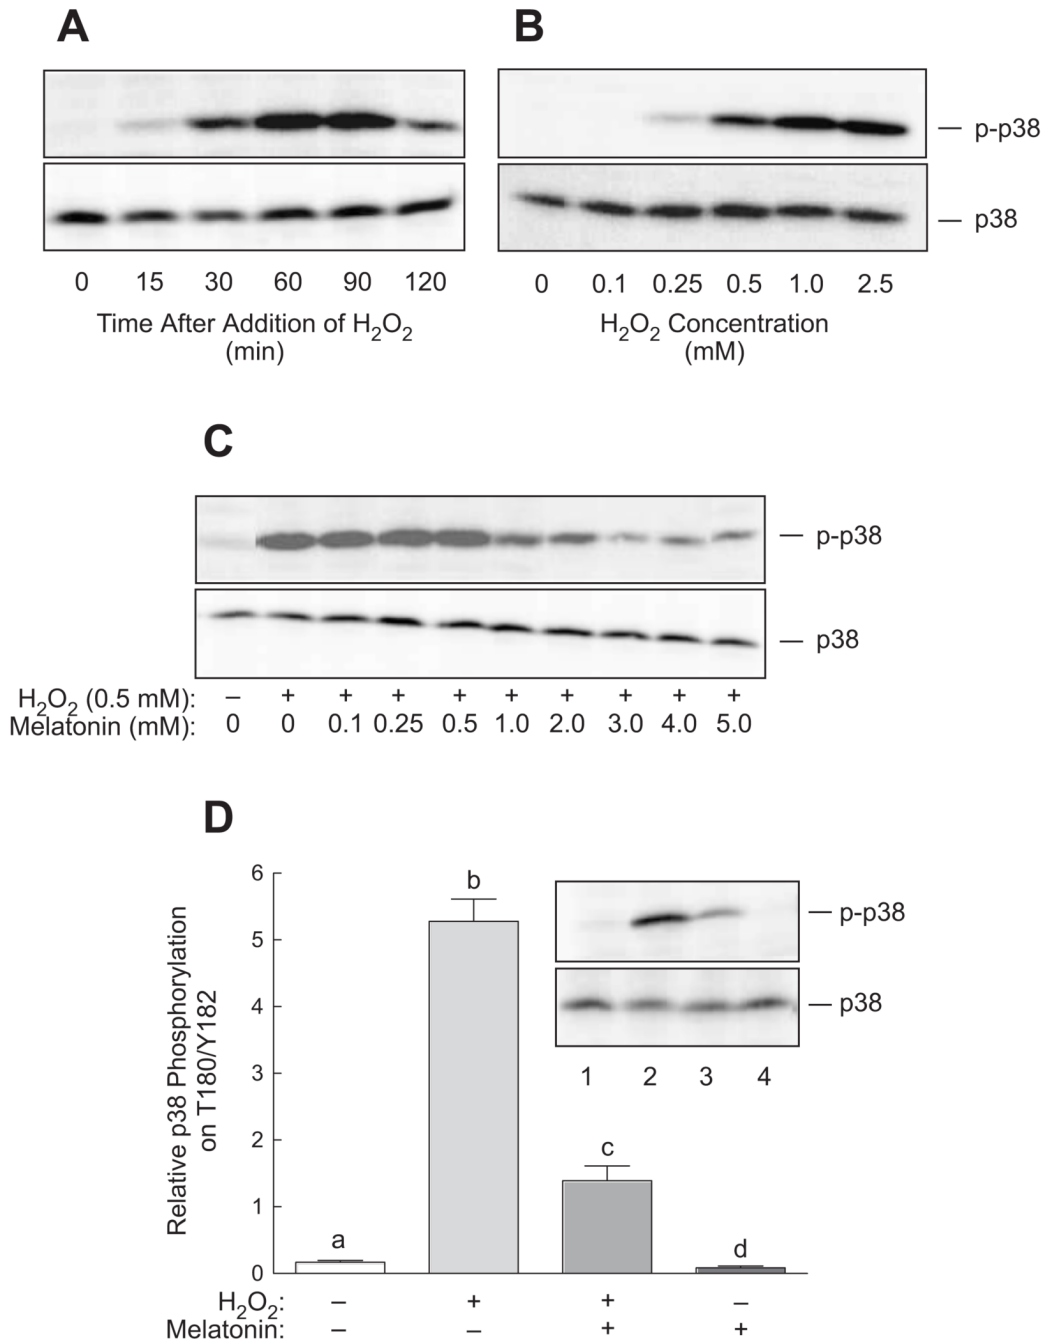 A
B
p-p38
p38
0 15 30 60 90 120
0 0.1 0.25 0.5 1.0 2.5
Time After Addition of H₂O₂
(min)
H₂O₂ Concentration
(mM)
C
p-p38
p38
H₂O₂ (0.5 mM): – + + + + + + + + +
Melatonin (mM): 0 0 0.1 0.25 0.5 1.0 2.0 3.0 4.0 5.0
D
Relative p38 Phosphorylation
on T180/Y182
6
5
4
3
2
1
0
a
b
c
d
p-p38
p38
1 2 3 4
H₂O₂: – + + –
Melatonin: – – + +